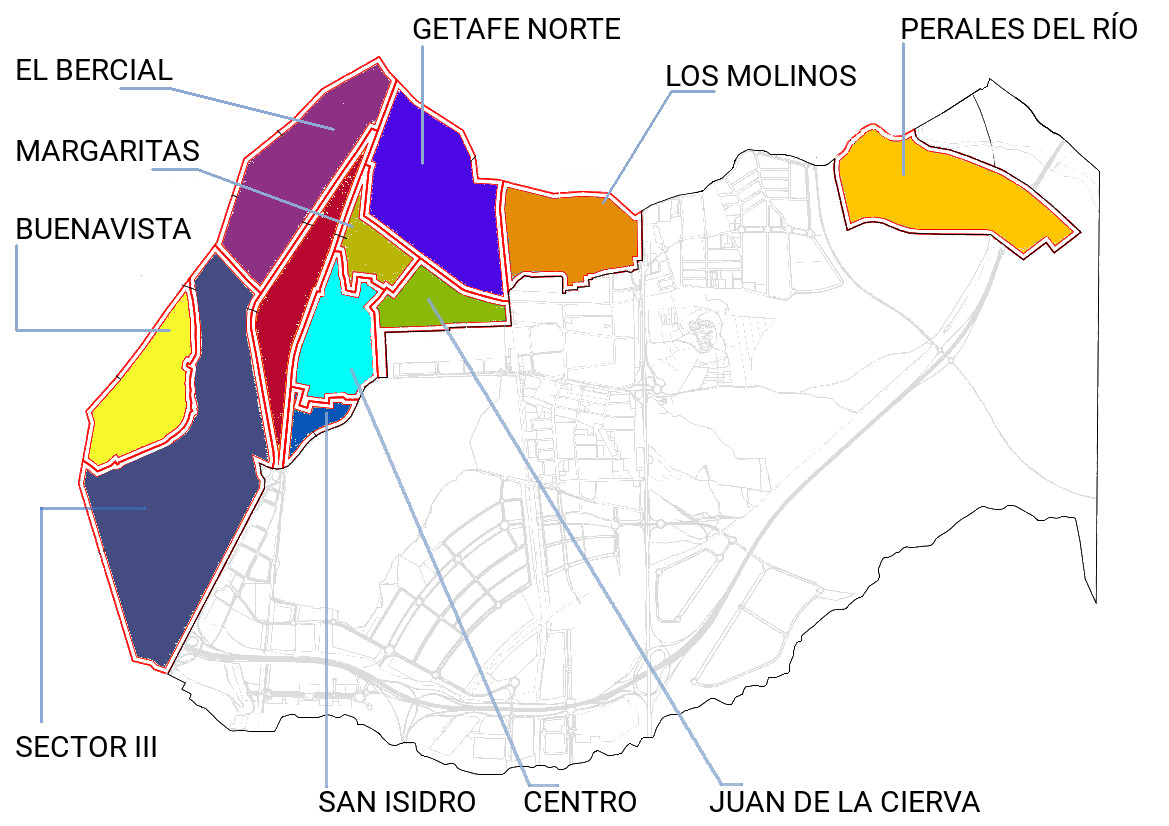 GETAFE NORTE
PERALES DEL RÍO
EL BERCIAL
LOS MOLINOS
MARGARITAS
BUENAVISTA
SECTOR III
SAN ISIDRO
CENTRO
JUAN DE LA CIERVA